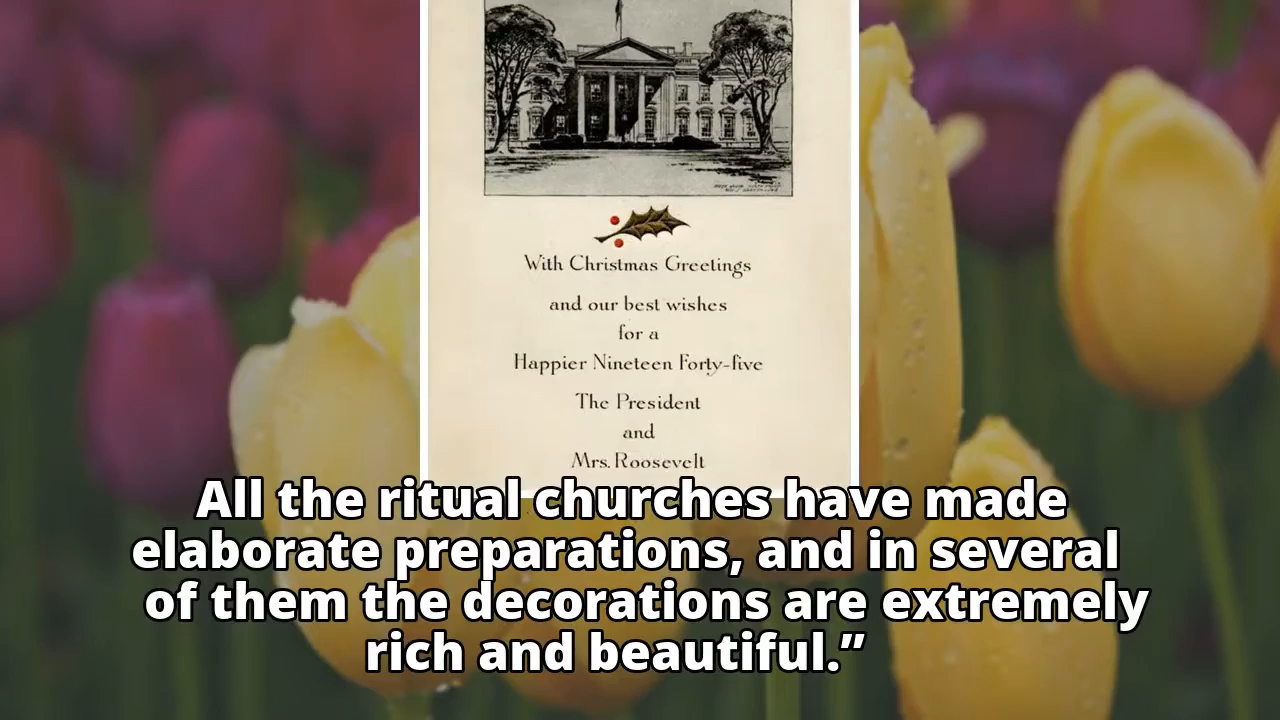 With Christmas Greetings
and our best wishes
for a
Happier Nineteen Forty-five
The President
and
Mrs. Roosevelt
All the ritual churches have made
elaborate preparations, and in several
of them the decorations are extremely
rich and beautiful.”